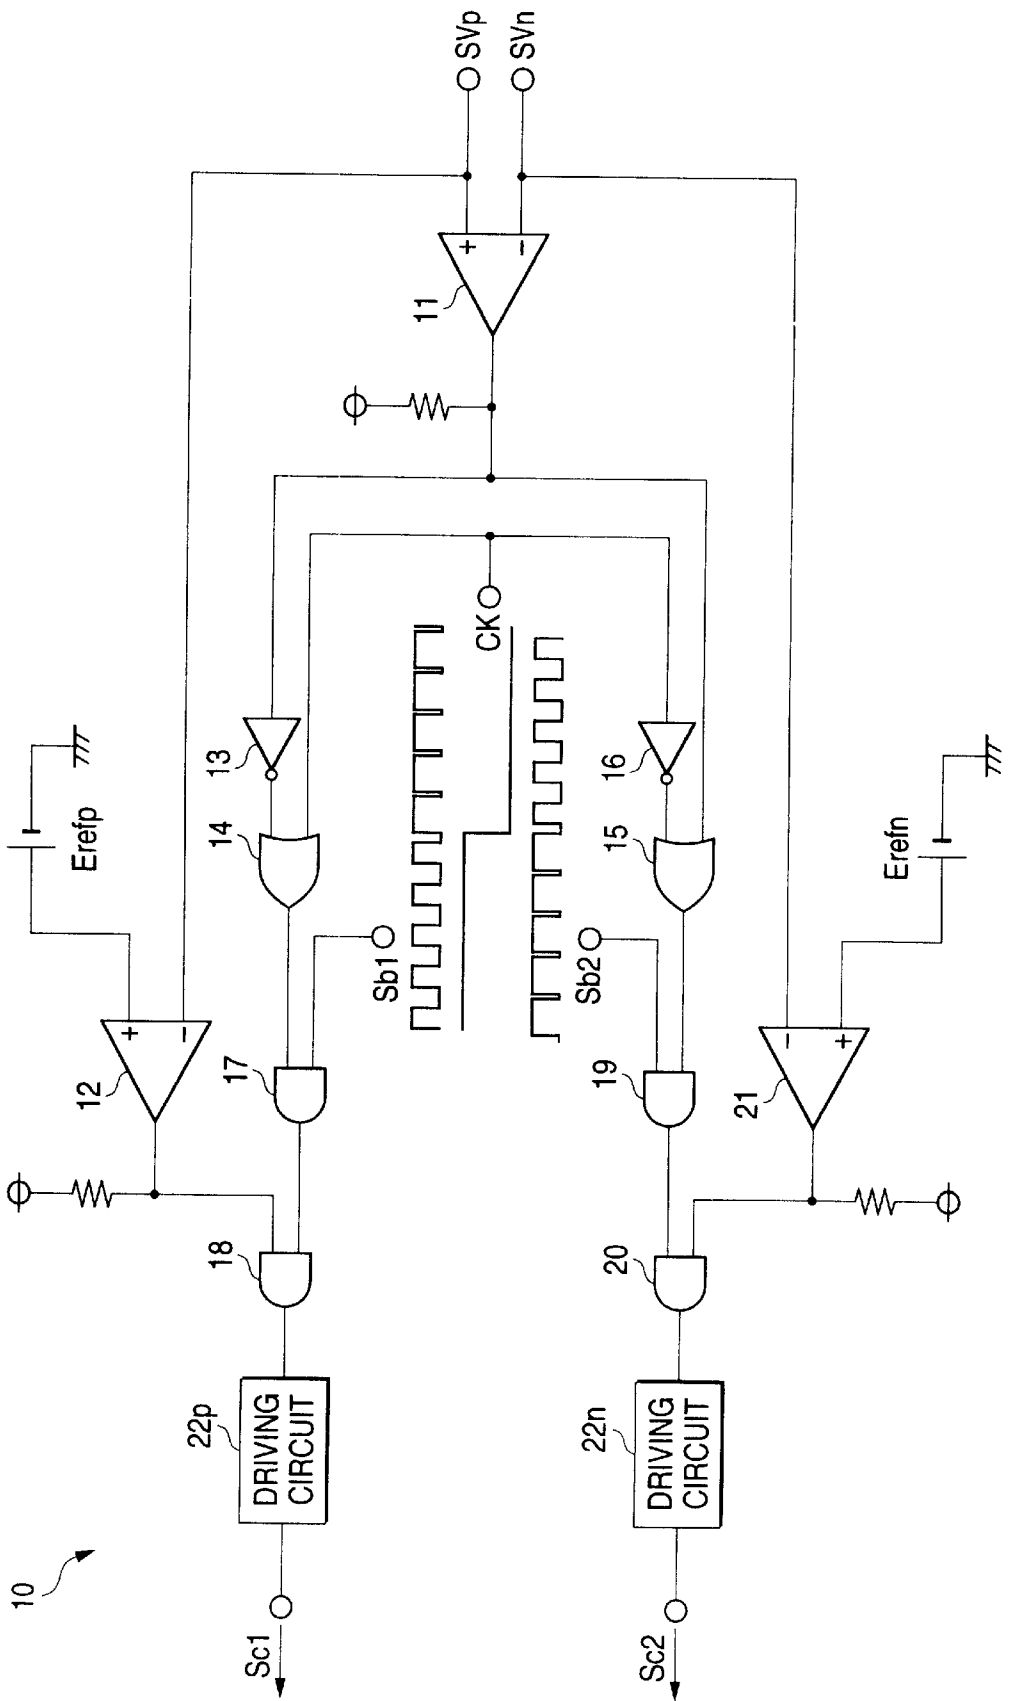 10
Sc1
Sc2
22p
DRIVING
CIRCUIT
22n
DRIVING
CIRCUIT
18
20
12
+
−
17
19
21
−
+
Sb1
Sb2
14
15
13
16
Erefp
Erefn
CK
11
+
−
SVp
SVn